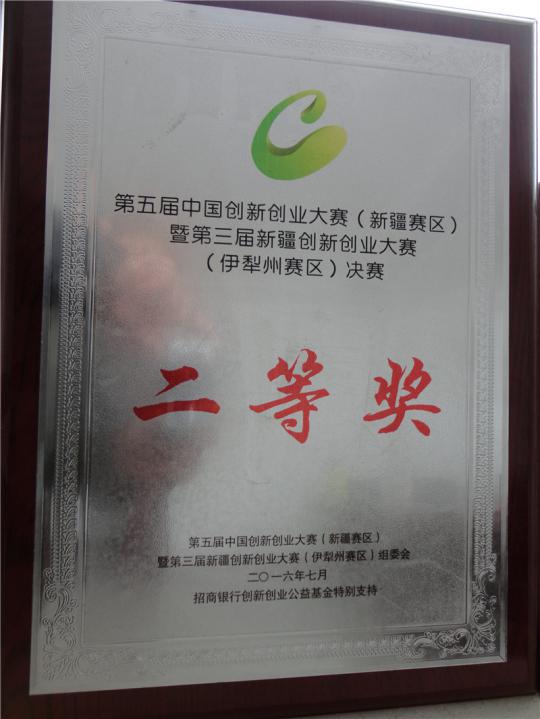 第五届中国创新创业大赛（新疆赛区）
暨第三届新疆创新创业大赛
（伊犁州赛区）决赛
二等奖
第五届中国创新创业大赛（新疆赛区）
暨第三届新疆创新创业大赛（伊犁州赛区）组委会
二〇一六年七月
招商银行创新创业公益基金特别支持